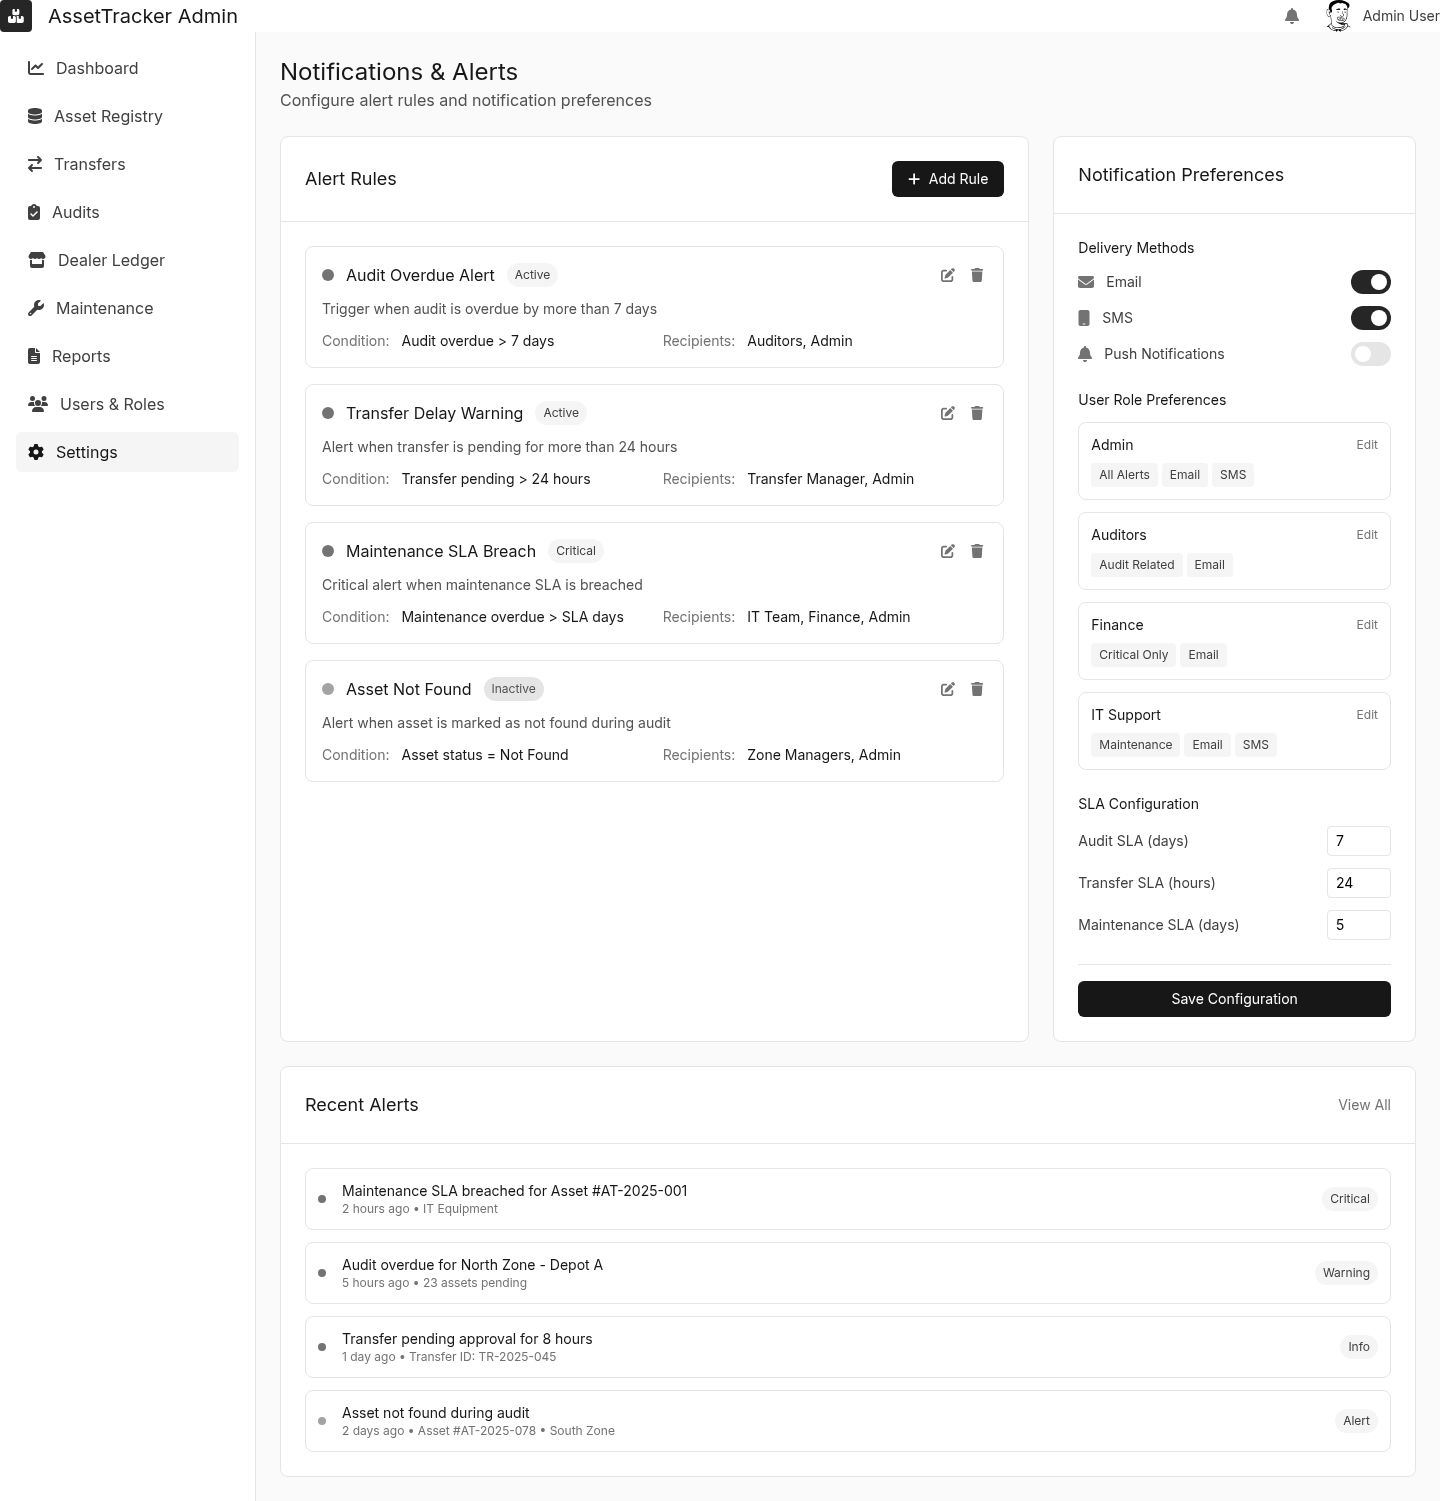 AssetTracker Admin
Admin User
Dashboard
Asset Registry
Transfers
Audits
Dealer Ledger
Maintenance
Reports
Users & Roles
Settings
Notifications & Alerts
Configure alert rules and notification preferences
Alert Rules
Add Rule
Audit Overdue Alert Active
Trigger when audit is overdue by more than 7 days
Condition: Audit overdue > 7 days Recipients: Auditors, Admin
Transfer Delay Warning Active
Alert when transfer is pending for more than 24 hours
Condition: Transfer pending > 24 hours Recipients: Transfer Manager, Admin
Maintenance SLA Breach Critical
Critical alert when maintenance SLA is breached
Condition: Maintenance overdue > SLA days Recipients: IT Team, Finance, Admin
Asset Not Found Inactive
Alert when asset is marked as not found during audit
Condition: Asset status = Not Found Recipients: Zone Managers, Admin
Notification Preferences
Delivery Methods
Email
SMS
Push Notifications
User Role Preferences
Admin Edit
All Alerts Email SMS
Auditors Edit
Audit Related Email
Finance Edit
Critical Only Email
IT Support Edit
Maintenance Email SMS
SLA Configuration
Audit SLA (days) 7
Transfer SLA (hours) 24
Maintenance SLA (days) 5
Save Configuration
Recent Alerts View All
Maintenance SLA breached for Asset #AT-2025-001
2 hours ago • IT Equipment
Critical
Audit overdue for North Zone - Depot A
5 hours ago • 23 assets pending
Warning
Transfer pending approval for 8 hours
1 day ago • Transfer ID: TR-2025-045
Info
Asset not found during audit
2 days ago • Asset #AT-2025-078 • South Zone
Alert